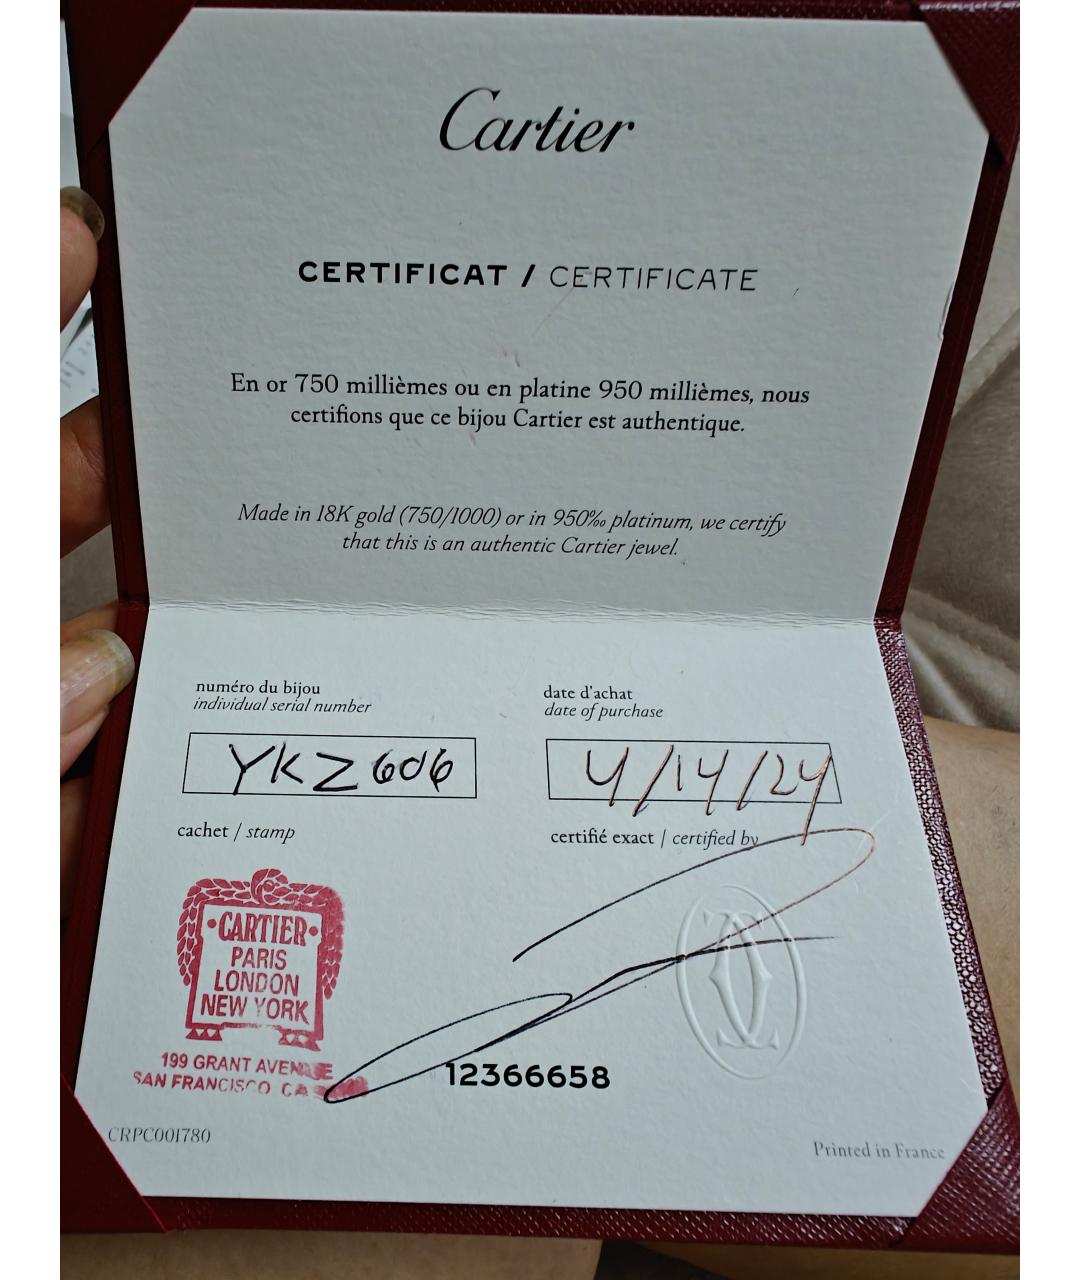 Cartier
CERTIFICAT / CERTIFICATE
En or 750 millièmes ou en platine 950 millièmes, nous
certifions que ce bijou Cartier est authentique.
Made in 18K gold (750/1000) or in 950‰ platinum, we certify
that this is an authentic Cartier jewel.
numéro du bijou
individual serial number
YKZ606
date d'achat
date of purchase
4/14/24
cachet / stamp
certifié exact / certified by
•CARTIER•
PARIS
LONDON
NEW YORK
199 GRANT AVENUE
SAN FRANCISCO CA
12366658
CRPC001780
Printed in France